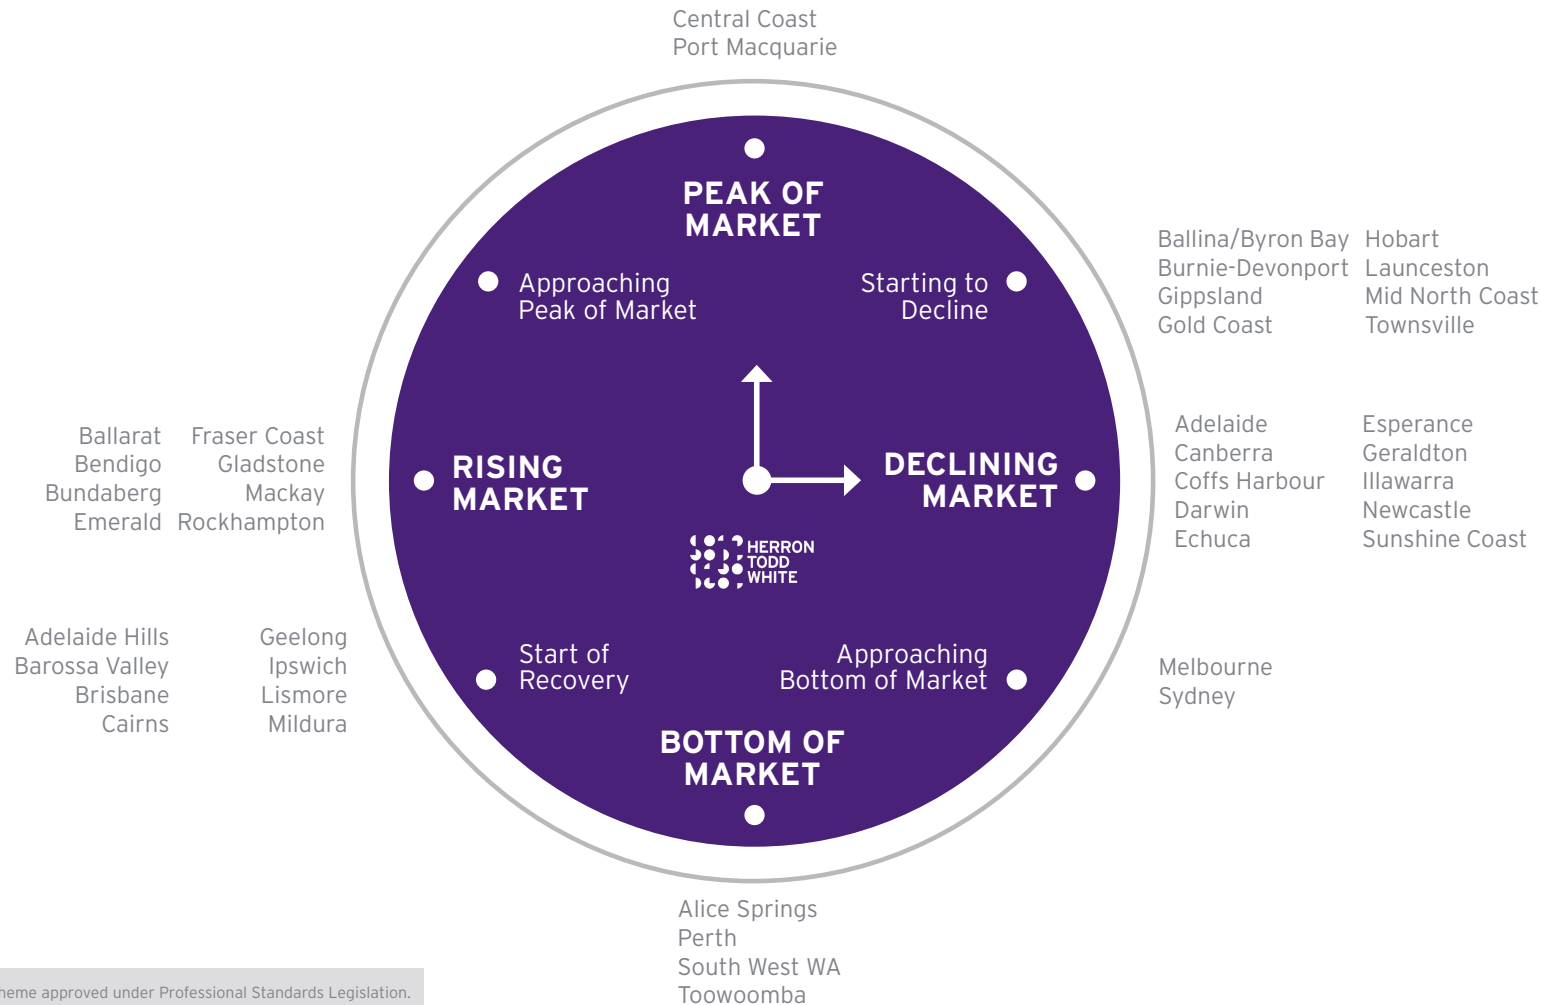 Central Coast
Port Macquarie
PEAK OF
MARKET
Approaching
Peak of Market
Starting to
Decline
Ballina/Byron Bay Hobart
Burnie-Devonport Launceston
Gippsland Mid North Coast
Gold Coast Townsville
Ballarat Fraser Coast
Bendigo Gladstone
Bundaberg Mackay
Emerald Rockhampton
RISING
MARKET
DECLINING
MARKET
Adelaide Esperance
Canberra Geraldton
Coffs Harbour Illawarra
Darwin Newcastle
Echuca Sunshine Coast
HERRON
TODD
WHITE
Adelaide Hills Geelong
Barossa Valley Ipswich
Brisbane Lismore
Cairns Mildura
Start of
Recovery
Approaching
Bottom of Market
Melbourne
Sydney
BOTTOM OF
MARKET
Alice Springs
Perth
South West WA
Toowoomba
approved under Professional Standards Legislation.